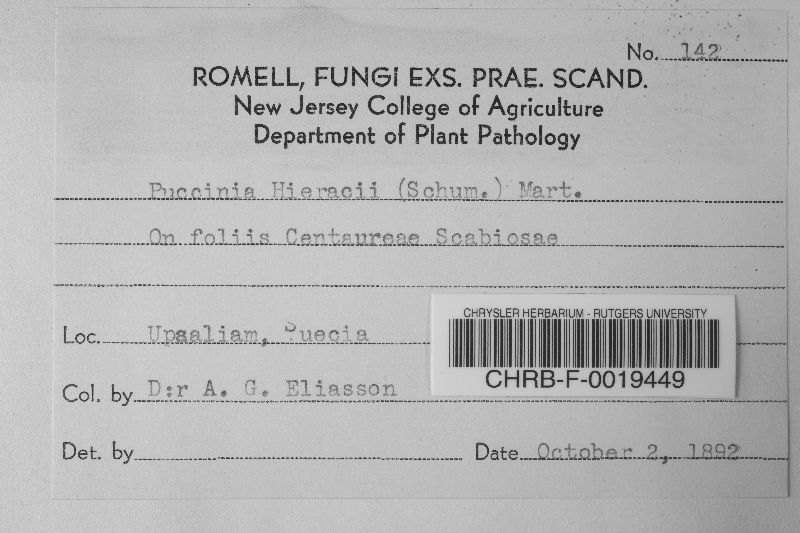 No. 142
ROMELL, FUNGI EXS. PRAE. SCAND.
New Jersey College of Agriculture
Department of Plant Pathology
Puccinia Hieracii (Schum.) Mart.
On foliis Centaureae Scabiosae
Loc. Upsaliam, Suecia
CHRYSLER HERBARIUM - RUTGERS UNIVERSITY
CHRB-F-0019449
Col. by D:r A. G. Eliasson
Det. by
Date October 2, 1892